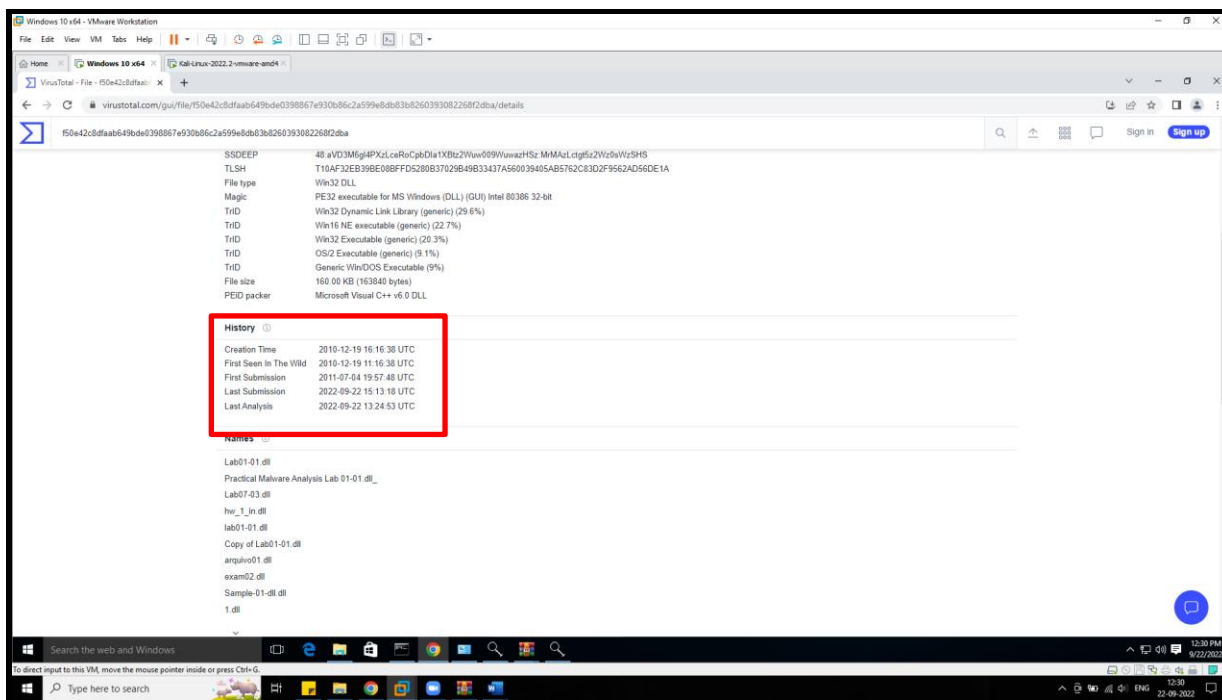 Windows 10 x64 - VMware Workstation
File Edit View VM Tabs Help
Home Windows 10 x64 Kali-Linux-2022.2-vmware-amd4
VirusTotal - File - f50e42c8dfaab
virustotal.com/gui/file/f50e42c8dfaab649bde0398867e930b86c2a599e8db83b8260393082268f2dba/details
f50e42c8dfaab649bde0398867e930b86c2a599e8db83b8260393082268f2dba Sign in Sign up
SSDEEP
TLSH
File type Win32 DLL
Magic PE32 executable for MS Windows (DLL) (GUI) Intel 80386 32-bit
TrID Win32 Dynamic Link Library (generic) (29.6%)
TrID Win16 NE executable (generic) (22.7%)
TrID Win32 Executable (generic) (20.3%)
TrID OS/2 Executable (generic) (9.1%)
TrID Generic Win/DOS Executable (9%)
File size 160.00 KB (163840 bytes)
PEiD packer Microsoft Visual C++ v6.0 DLL
History
Creation Time 2010-12-19 16:16:38 UTC
First Seen In The Wild 2010-12-19 11:16:38 UTC
First Submission 2011-07-04 19:57:48 UTC
Last Submission 2022-09-22 15:13:18 UTC
Last Analysis 2022-09-22 13:24:53 UTC
Names
Lab01-01.dll
Practical Malware Analysis Lab 01-01.dll_
Lab07-03.dll
hw_1_in.dll
lab01-01.dll
Copy of Lab01-01.dll
arquivo01.dll
exam02.dll
Sample-01-dll.dll
1.dll
Search the web and Windows 12:30 PM
9/22/2022
To direct input to this VM, move the mouse pointer inside or press Ctrl+G.
Type here to search ENG 12:30
22-09-2022